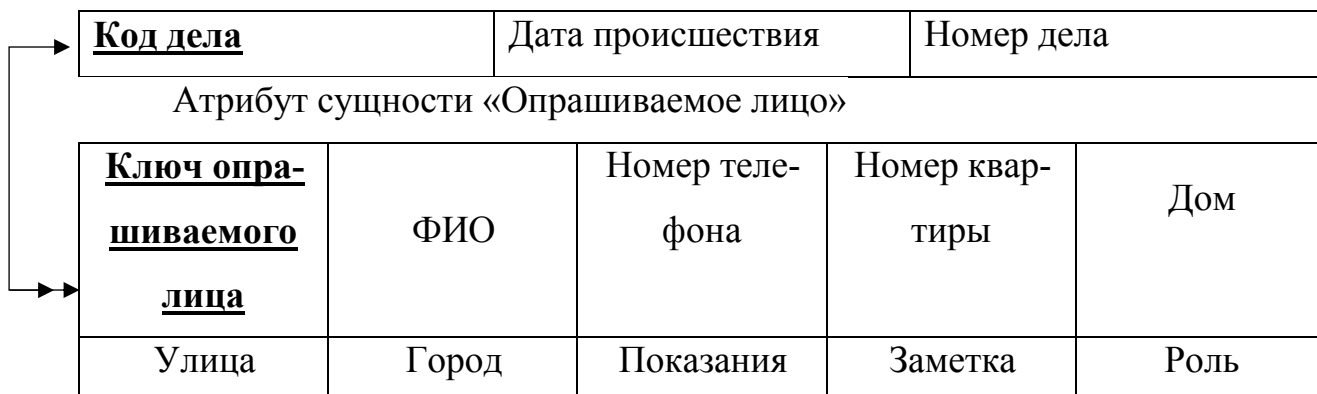 Код дела Дата происшествия Номер дела
Атрибут сущности «Опрашиваемое лицо»
Ключ опра- ФИО Номер теле- Номер квар- Дом
шиваемого фона тиры
лица
Улица Город Показания Заметка Роль